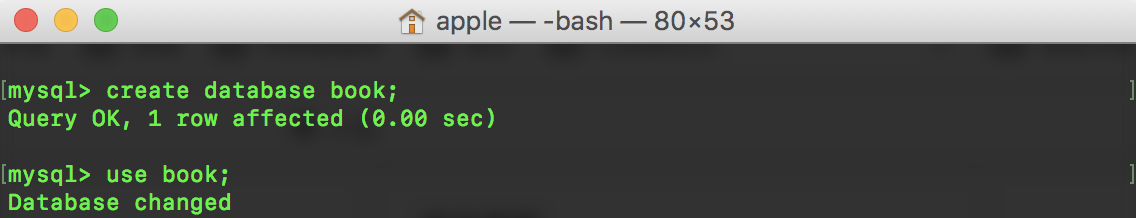 apple — -bash — 80×53
[mysql> create database book; ]
Query OK, 1 row affected (0.00 sec)
[mysql> use book; ]
Database changed